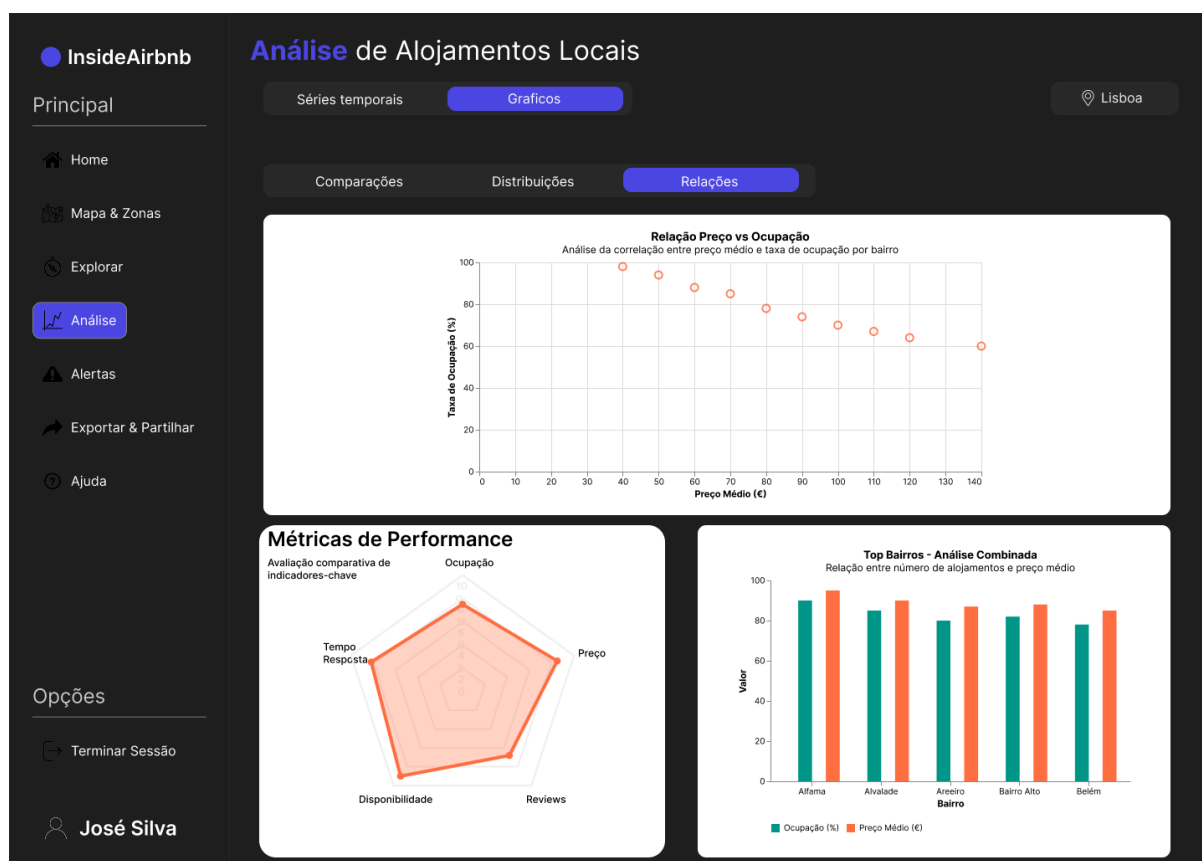 InsideAirbnb
Principal
Home
Mapa & Zonas
Explorar
Análise
Alertas
Exportar & Partilhar
Ajuda
Opções
Terminar Sessão
José Silva
Análise de Alojamentos Locais
Séries temporais
Graficos
Lisboa
Comparações
Distribuições
Relações
Relação Preço vs Ocupação
Análise da correlação entre preço médio e taxa de ocupação por bairro
Taxa de Ocupação (%)
100
80
60
40
20
0
0 10 20 30 40 50 60 70 80 90 100 110 120 130 140
Preço Médio (€)
Métricas de Performance
Avaliação comparativa de
indicadores-chave
Ocupação
Preço
Reviews
Disponibilidade
Tempo
Resposta
10
Top Bairros - Análise Combinada
Relação entre número de alojamentos e preço médio
Valor
100
80
60
40
20
0
Alfama Alvalade Areeiro Bairro Alto Belém
Bairro
Ocupação (%) Preço Médio (€)